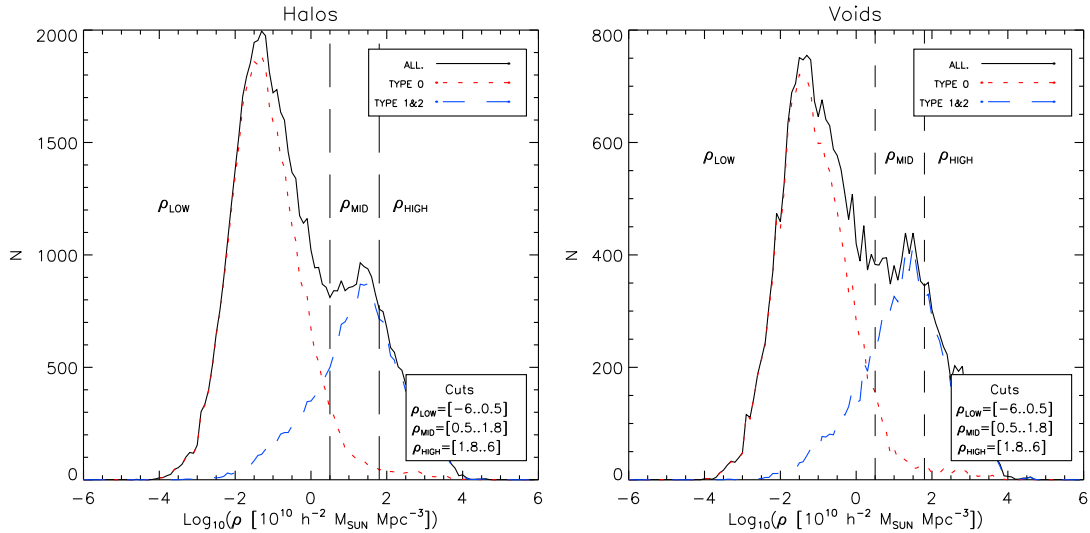 Halos
2000
1500
1000
500
0
N
ALL.
TYPE 0
TYPE 1&2
ρLOW
ρMID
ρHIGH
Cuts
ρLOW=[-6..0.5]
ρMID=[0.5..1.8]
ρHIGH=[1.8..6]
-6 -4 -2 0 2 4 6
Log10(ρ [10^10 h^-2 MSUN Mpc^-3])
Voids
800
600
400
200
0
N
ALL.
TYPE 0
TYPE 1&2
ρLOW
ρMID
ρHIGH
Cuts
ρLOW=[-6..0.5]
ρMID=[0.5..1.8]
ρHIGH=[1.8..6]
-6 -4 -2 0 2 4 6
Log10(ρ [10^10 h^-2 MSUN Mpc^-3])